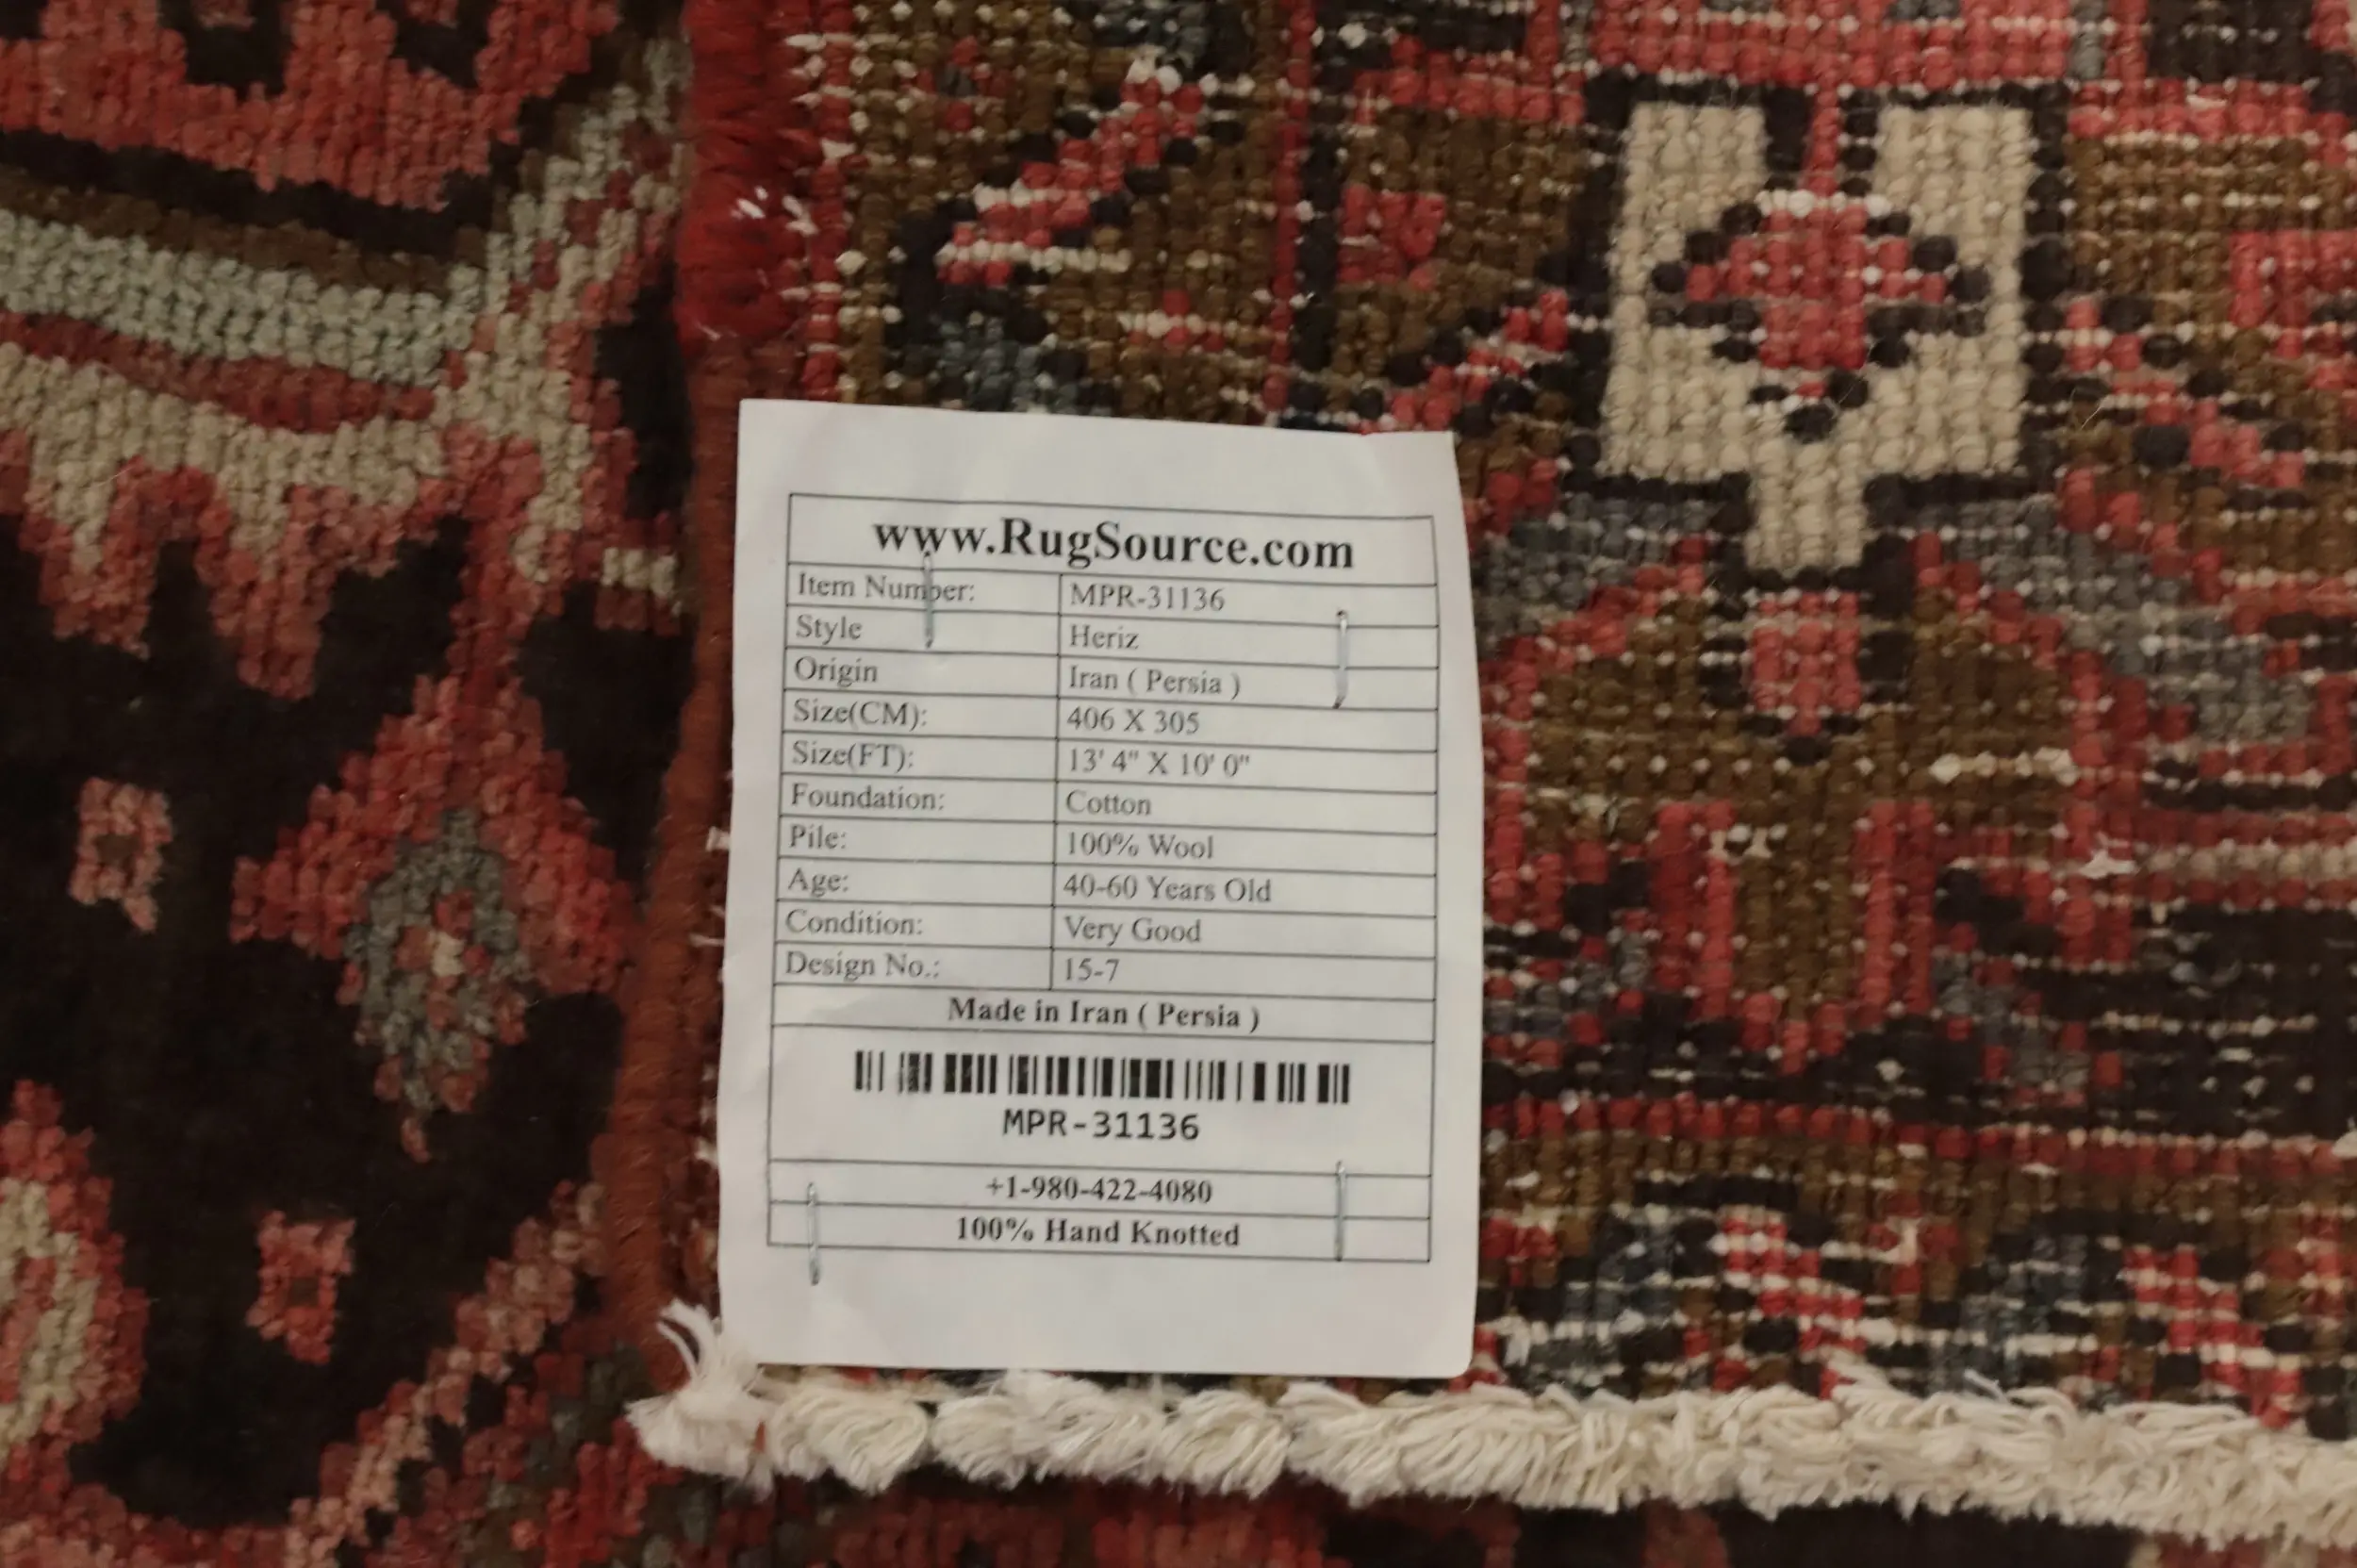 www.RugSource.com
Item Number: MPR-31136
Style Heriz
Origin Iran ( Persia )
Size(CM): 406 X 305
Size(FT): 13' 4" X 10' 0"
Foundation: Cotton
Pile: 100% Wool
Age: 40-60 Years Old
Condition: Very Good
Design No.: 15-7
Made in Iran ( Persia )
MPR-31136
+1-980-422-4080
100% Hand Knotted